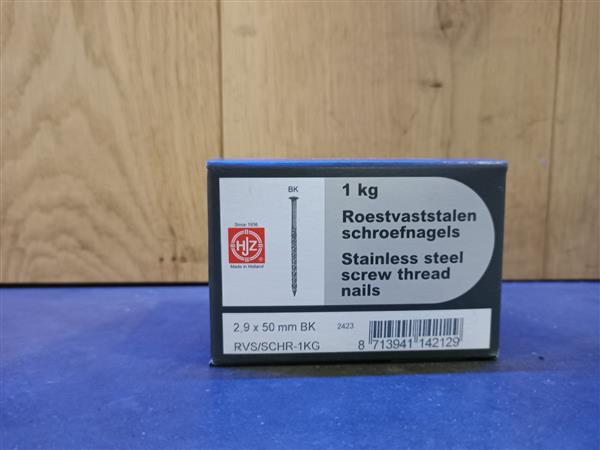 BK
1 kg
Roestvaststalen
schroefnagels
Stainless steel
screw thread
nails
Since 1936
HJZ
Made in Holland
2,9 x 50 mm BK
2423
RVS/SCHR-1KG
8 713941 142129